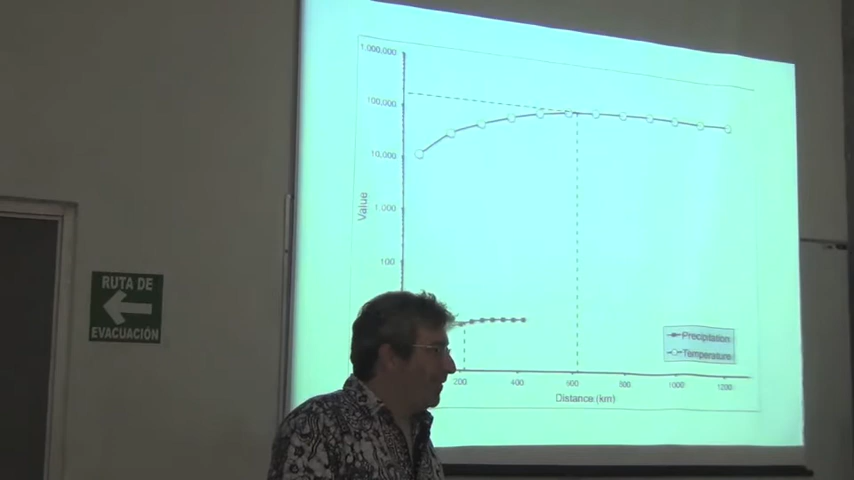 RUTA DE
EVACUACIÓN
1,000,000
100,000
10,000
1,000
100
Value
200
400
600
800
1000
1200
Distance (km)
Precipitation
Temperature